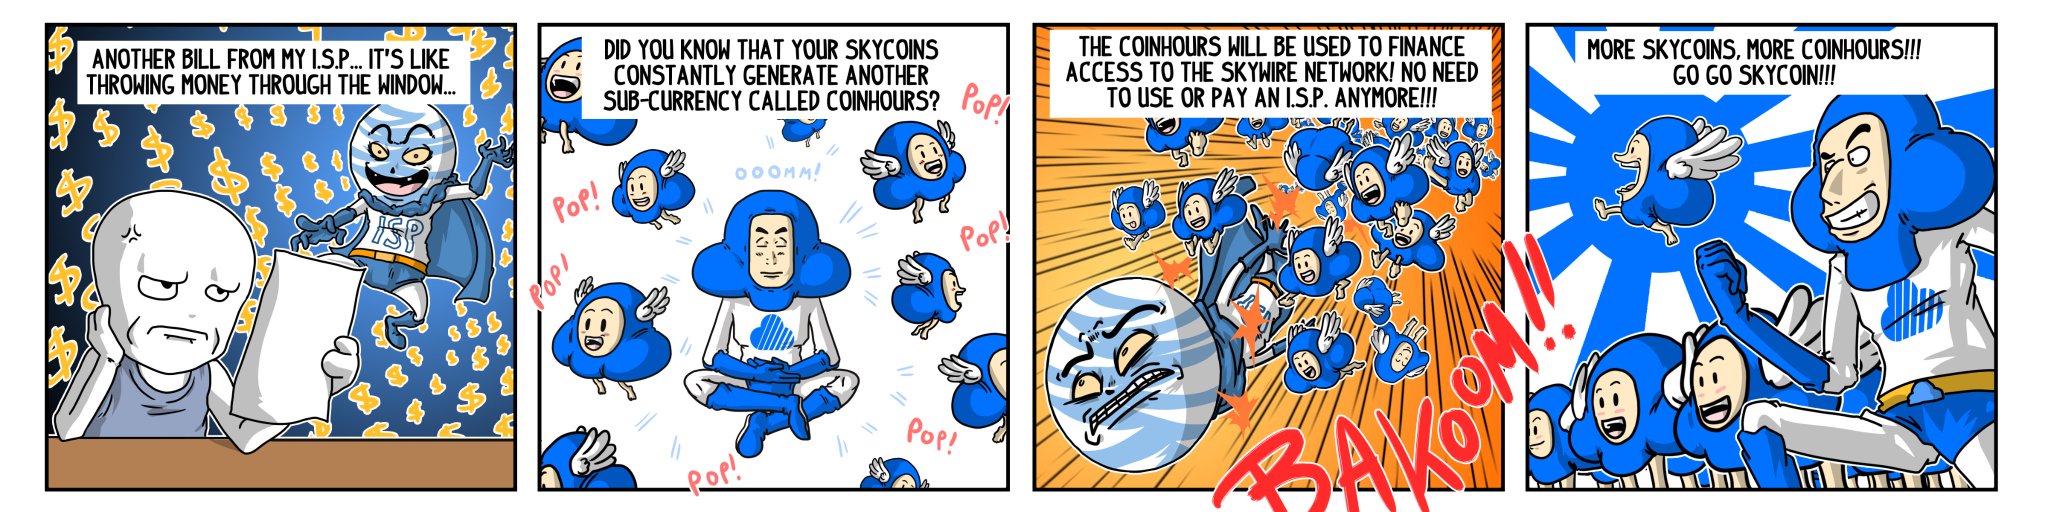 ANOTHER BILL FROM MY I.S.P... IT'S LIKE
THROWING MONEY THROUGH THE WINDOW...
ISP
DID YOU KNOW THAT YOUR SKYCOINS
CONSTANTLY GENERATE ANOTHER
SUB-CURRENCY CALLED COINHOURS?
POP!
OOOMM!
POP!
POP!
POP!
POP!
POP!
THE COINHOURS WILL BE USED TO FINANCE
ACCESS TO THE SKYWIRE NETWORK! NO NEED
TO USE OR PAY AN I.S.P. ANYMORE!!!
BAKOOM!!
MORE SKYCOINS, MORE COINHOURS!!!
GO GO SKYCOIN!!!